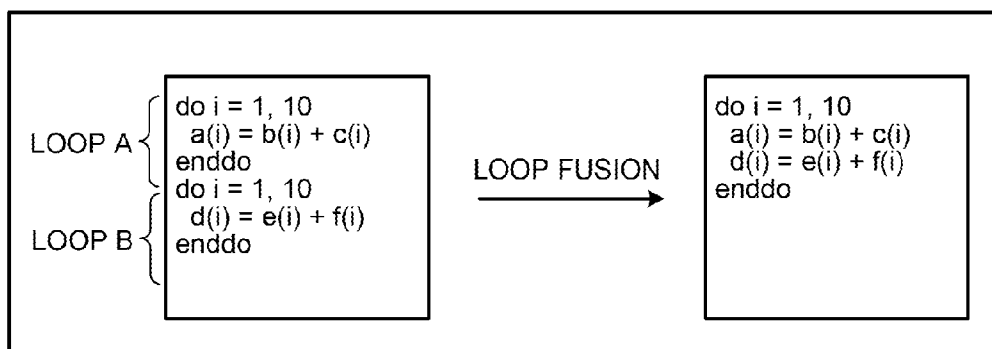 LOOP A
do i = 1, 10
a(i) = b(i) + c(i)
enddo
LOOP B
do i = 1, 10
d(i) = e(i) + f(i)
enddo
LOOP FUSION
do i = 1, 10
a(i) = b(i) + c(i)
d(i) = e(i) + f(i)
enddo